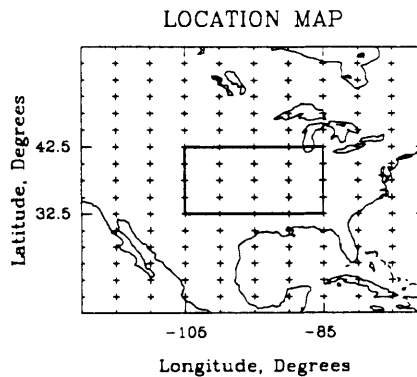 LOCATION MAP
Latitude, Degrees
42.5
32.5
-105
-85
Longitude, Degrees